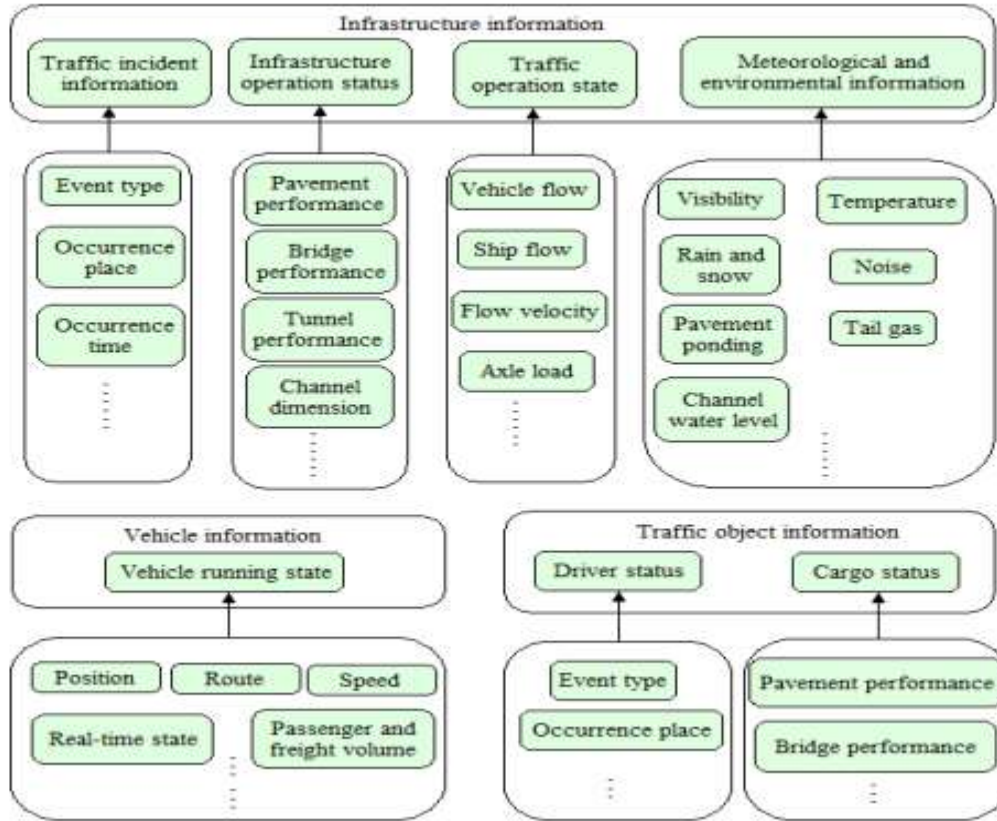 Infrastructure information
Traffic incident
information
Infrastructure
operation status
Traffic
operation state
Meteorological and
environmental information
Event type
Occurrence
place
Occurrence
time
Pavement
performance
Bridge
performance
Tunnel
performance
Channel
dimension
Vehicle flow
Ship flow
Flow velocity
Axle load
Visibility
Rain and
snow
Pavement
ponding
Channel
water level
Temperature
Noise
Tail gas
Vehicle information
Vehicle running state
Position
Route
Speed
Real-time state
Passenger and
freight volume
Traffic object information
Driver status
Cargo status
Event type
Occurrence place
Pavement performance
Bridge performance